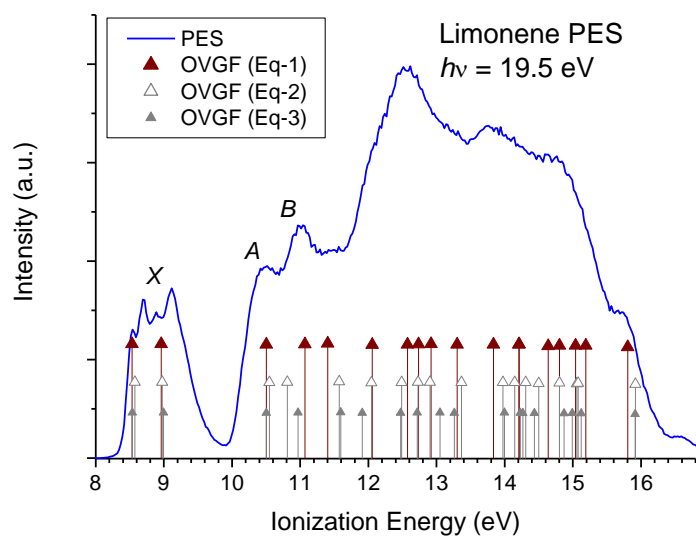 PES
OVGF (Eq-1)
OVGF (Eq-2)
OVGF (Eq-3)
Limonene PES
hν = 19.5 eV
X
A
B
Intensity (a.u.)
8 9 10 11 12 13 14 15 16
Ionization Energy (eV)